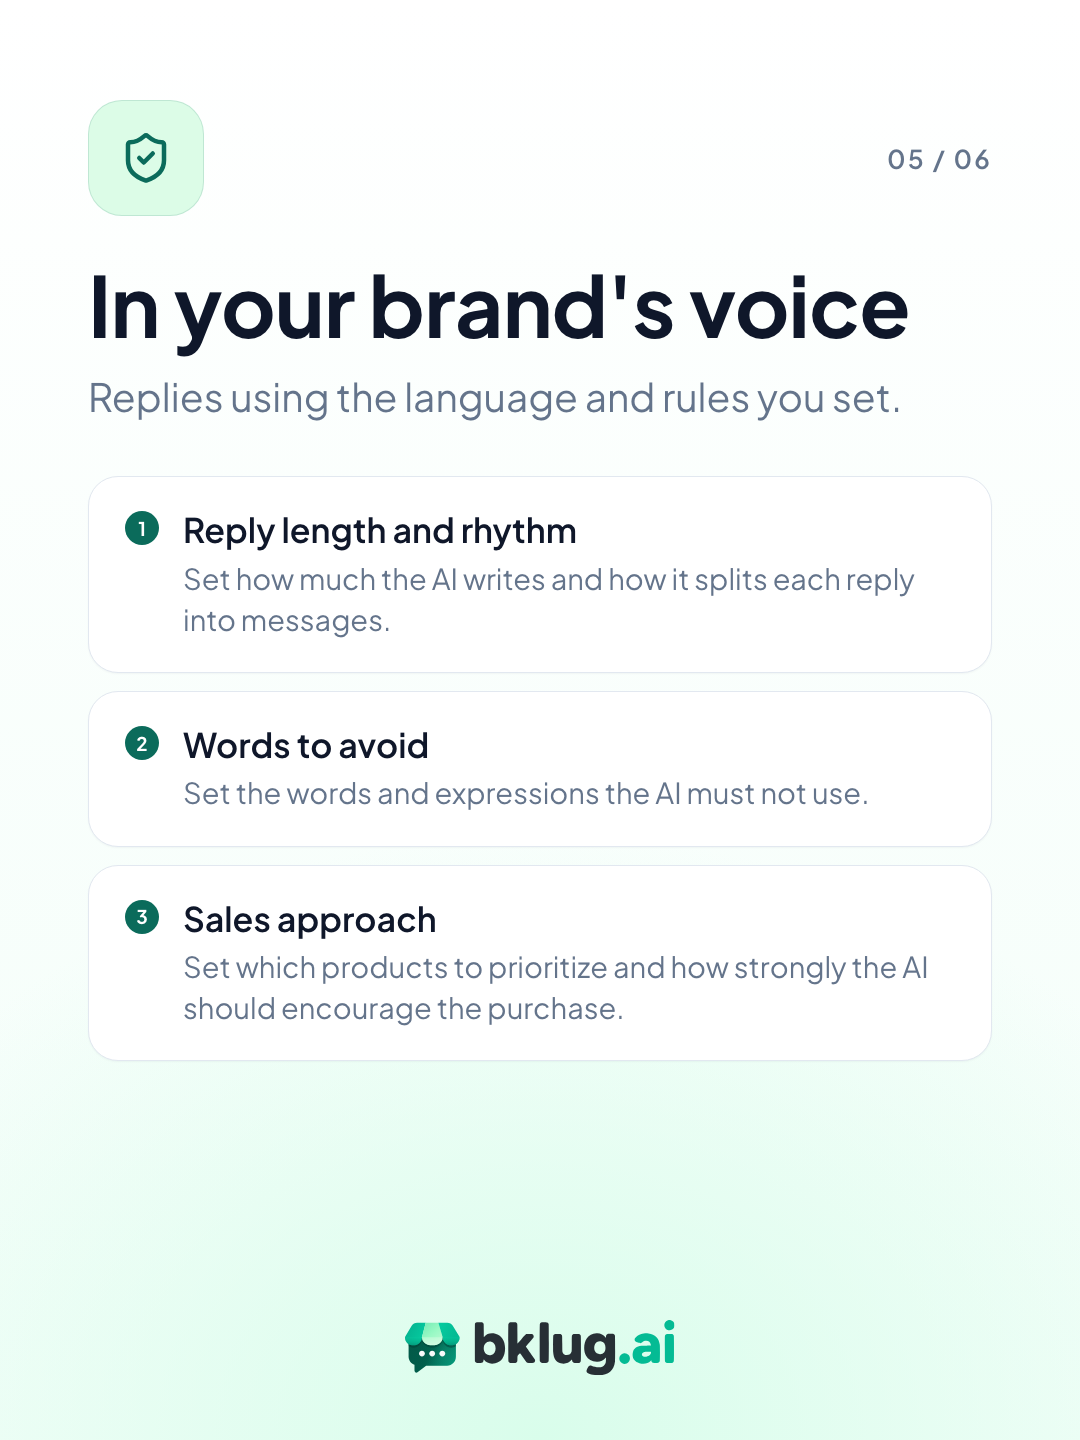 05 / 06
In your brand's voice
Replies using the language and rules you set.
1
Reply length and rhythm
Set how much the AI writes and how it splits each reply
into messages.
2
Words to avoid
Set the words and expressions the AI must not use.
3
Sales approach
Set which products to prioritize and how strongly the AI
should encourage the purchase.
bklug.ai